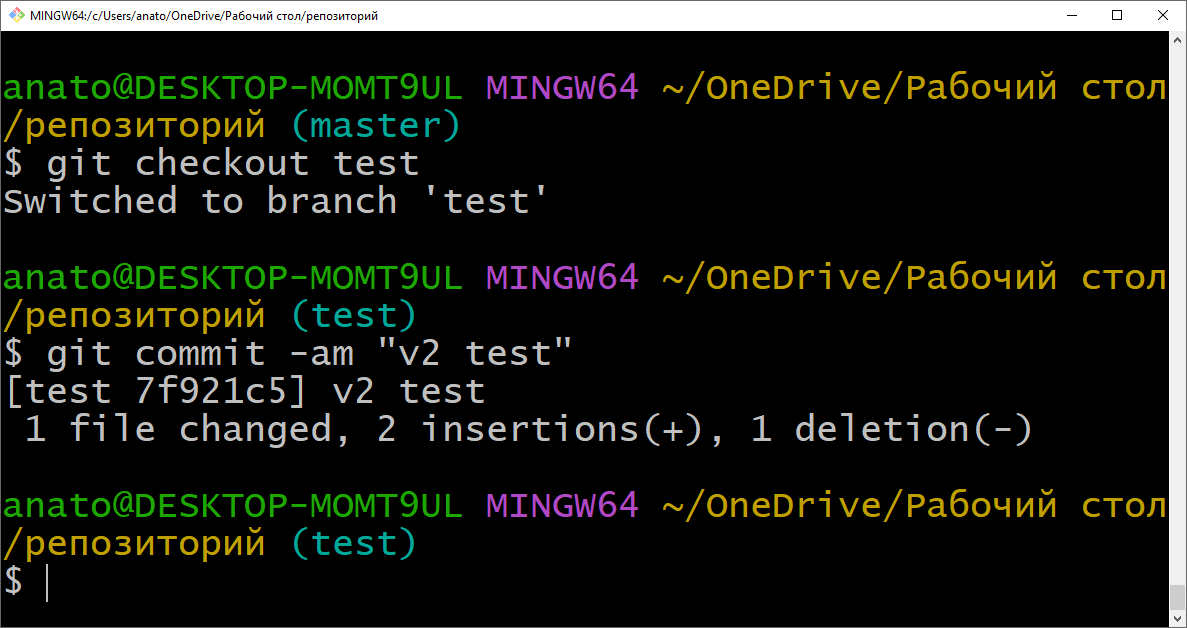 MINGW64:/c/Users/anato/OneDrive/Рабочий стол/репозиторий
anato@DESKTOP-MOMT9UL MINGW64 ~/OneDrive/Рабочий стол
/репозиторий (master)
$ git checkout test
Switched to branch 'test'
anato@DESKTOP-MOMT9UL MINGW64 ~/OneDrive/Рабочий стол
/репозиторий (test)
$ git commit -am "v2 test"
[test 7f921c5] v2 test
 1 file changed, 2 insertions(+), 1 deletion(-)
anato@DESKTOP-MOMT9UL MINGW64 ~/OneDrive/Рабочий стол
/репозиторий (test)
$